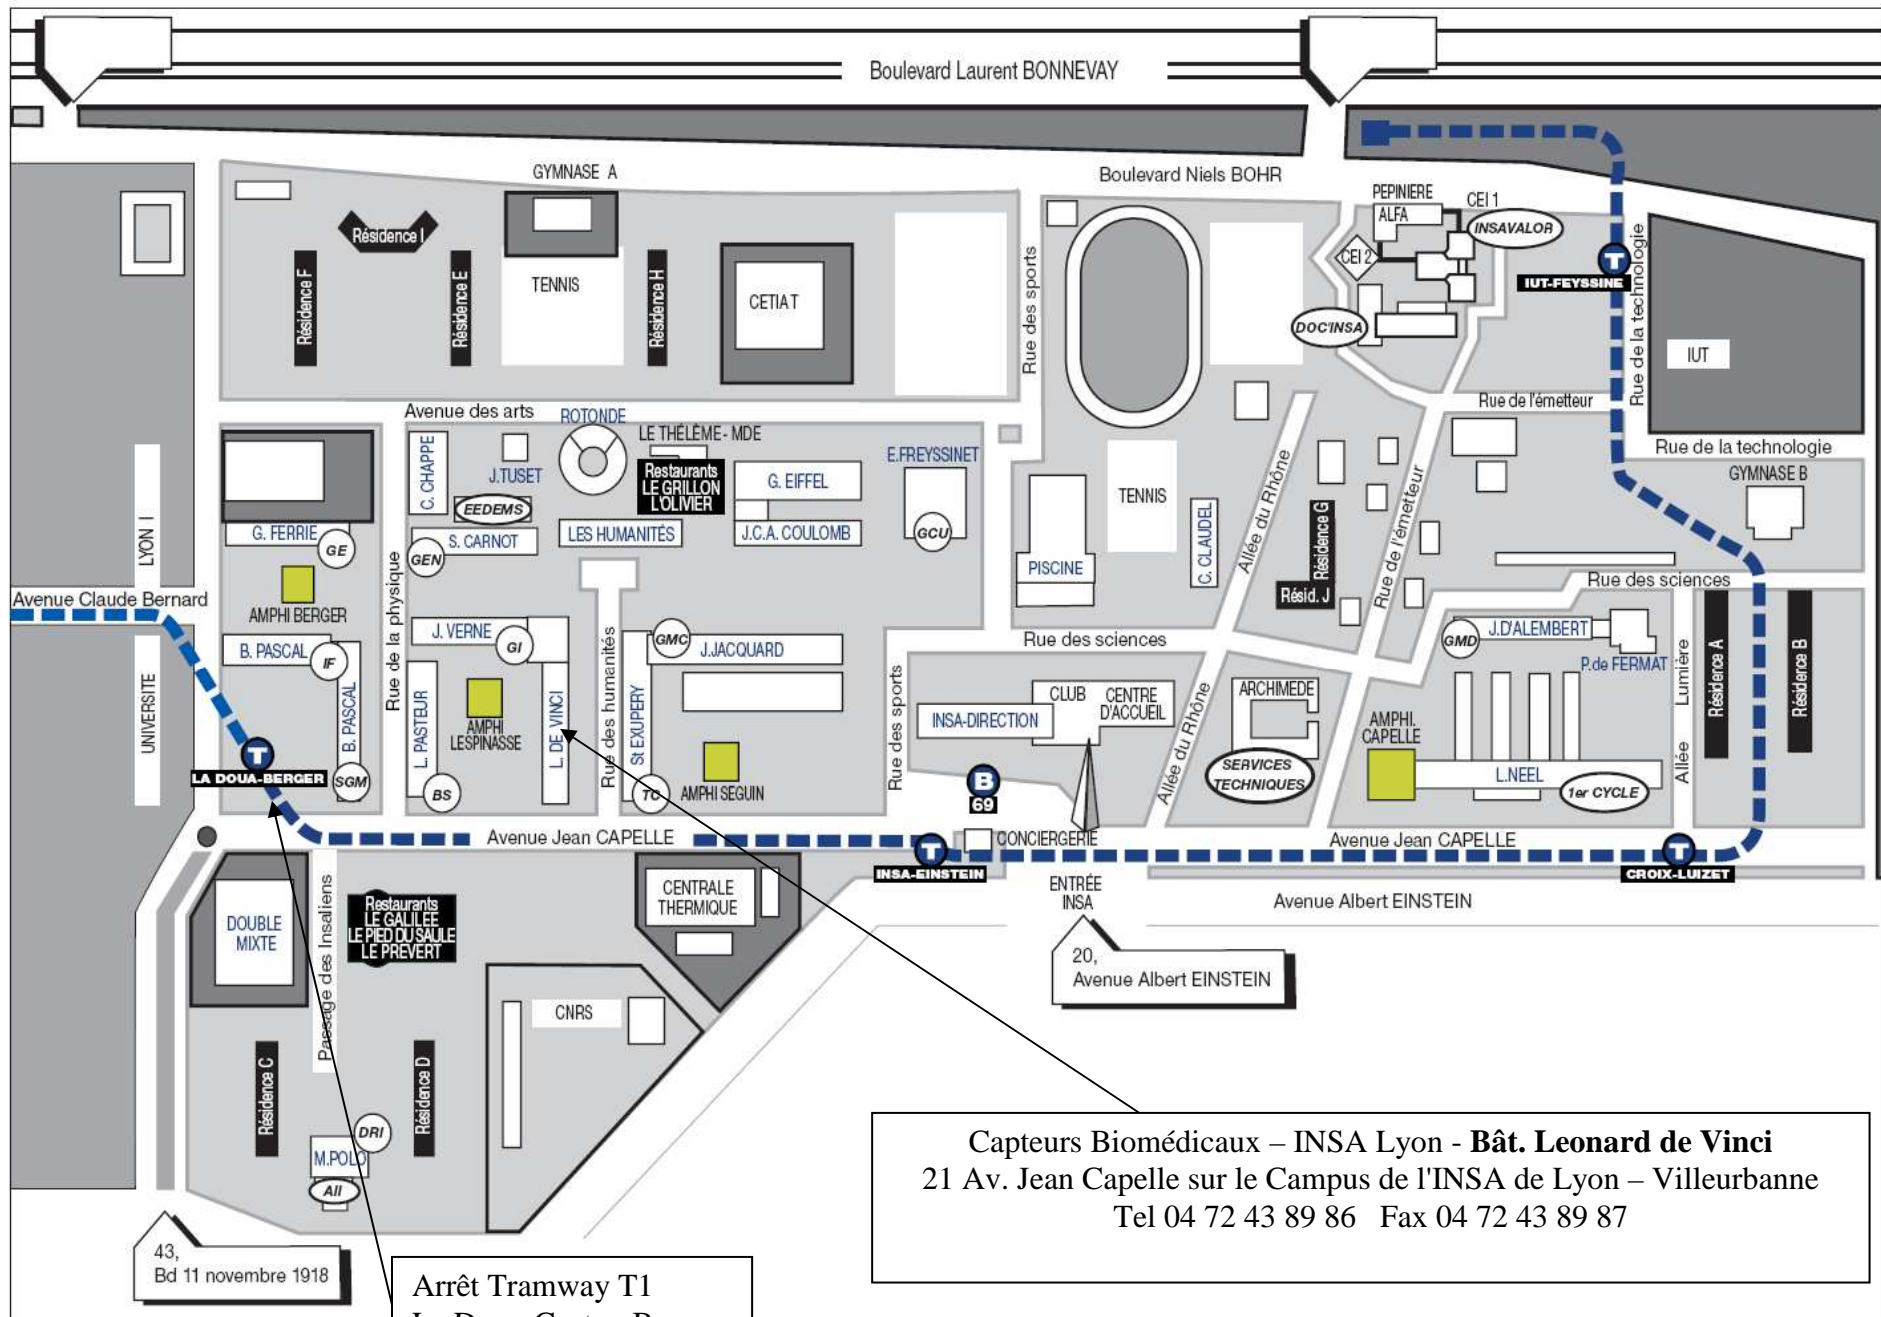 Boulevard Laurent BONNEVAY
Boulevard Niels BOHR
GYMNASE A
Résidence I
Résidence F
Résidence E
TENNIS
Résidence H
CETIAT
Rue des sports
PEPINIERE
ALFA
CEI 1
INSAVALOR
CEI 2
DOC'INSA
IUT-FEYSSINE
T
Rue de la technologie
IUT
Rue de l'émetteur
Rue de la technologie
GYMNASE B
Avenue des arts
ROTONDE
LE THÉLÈME - MDE
Restaurants
LE GRILLON
L'OLIVIER
C. CHAPPE
J.TUSET
EEDEMS
S. CARNOT
GEN
LES HUMANITÉS
G. EIFFEL
J.C.A. COULOMB
E.FREYSSINET
GCU
PISCINE
TENNIS
C. CLAUDEL
Allée du Rhône
Résidence G
Résid. J
Rue de l'émetteur
Rue des sciences
LYON I
UNIVERSITE
Avenue Claude Bernard
G. FERRIE
GE
AMPHI BERGER
B. PASCAL
IF
B. PASCAL
SGM
T
LA DOUA-BERGER
Rue de la physique
J. VERNE
GI
L. PASTEUR
BS
AMPHI
LESPINASSE
L. DE VINCI
Rue des humanités
St EXUPERY
TC
GMC
J.JACQUARD
AMPHI SEGUIN
Rue des sports
Rue des sciences
INSA-DIRECTION
CLUB
CENTRE
D'ACCUEIL
B
69
Allée du Rhône
ARCHIMEDE
SERVICES
TECHNIQUES
GMD
J.D'ALEMBERT
P.de FERMAT
AMPHI.
CAPELLE
L.NEEL
1er CYCLE
Allée Lumière
Résidence A
Résidence B
Avenue Jean CAPELLE
T
INSA-EINSTEIN
CONCIERGERIE
Avenue Jean CAPELLE
T
CROIX-LUIZET
ENTRÉE
INSA
Avenue Albert EINSTEIN
20,
Avenue Albert EINSTEIN
DOUBLE
MIXTE
Passage des Insaliens
Restaurants
LE GALILEE
LE PIED DU SAULE
LE PREVERT
CENTRALE
THERMIQUE
CNRS
Résidence C
Résidence D
DRI
M.POLO
AII
43,
Bd 11 novembre 1918
Capteurs Biomédicaux – INSA Lyon - Bât. Leonard de Vinci
21 Av. Jean Capelle sur le Campus de l'INSA de Lyon – Villeurbanne
Tel 04 72 43 89 86 Fax 04 72 43 89 87
Arrêt Tramway T1